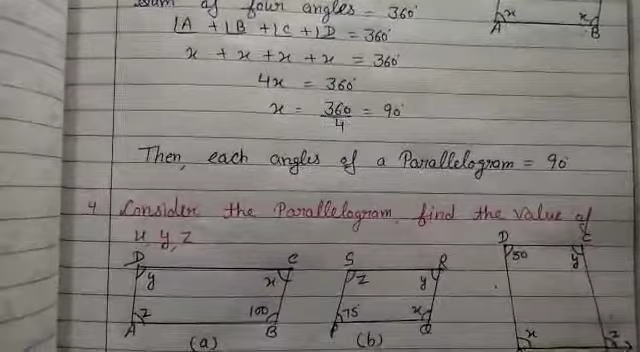 Sum of four angles = 360°
A x x B
∠A + ∠B + ∠C + ∠D = 360°
x + x + x + x = 360°
4x = 360°
x = 360/4 = 90°
Then, each angles of a Parallelogram = 90°
4 Consider the Parallelogram, find the value of
x, y, z
D y C x A z B 100 (a)
S z R y P 75 Q x (b)
D 50 C y x z